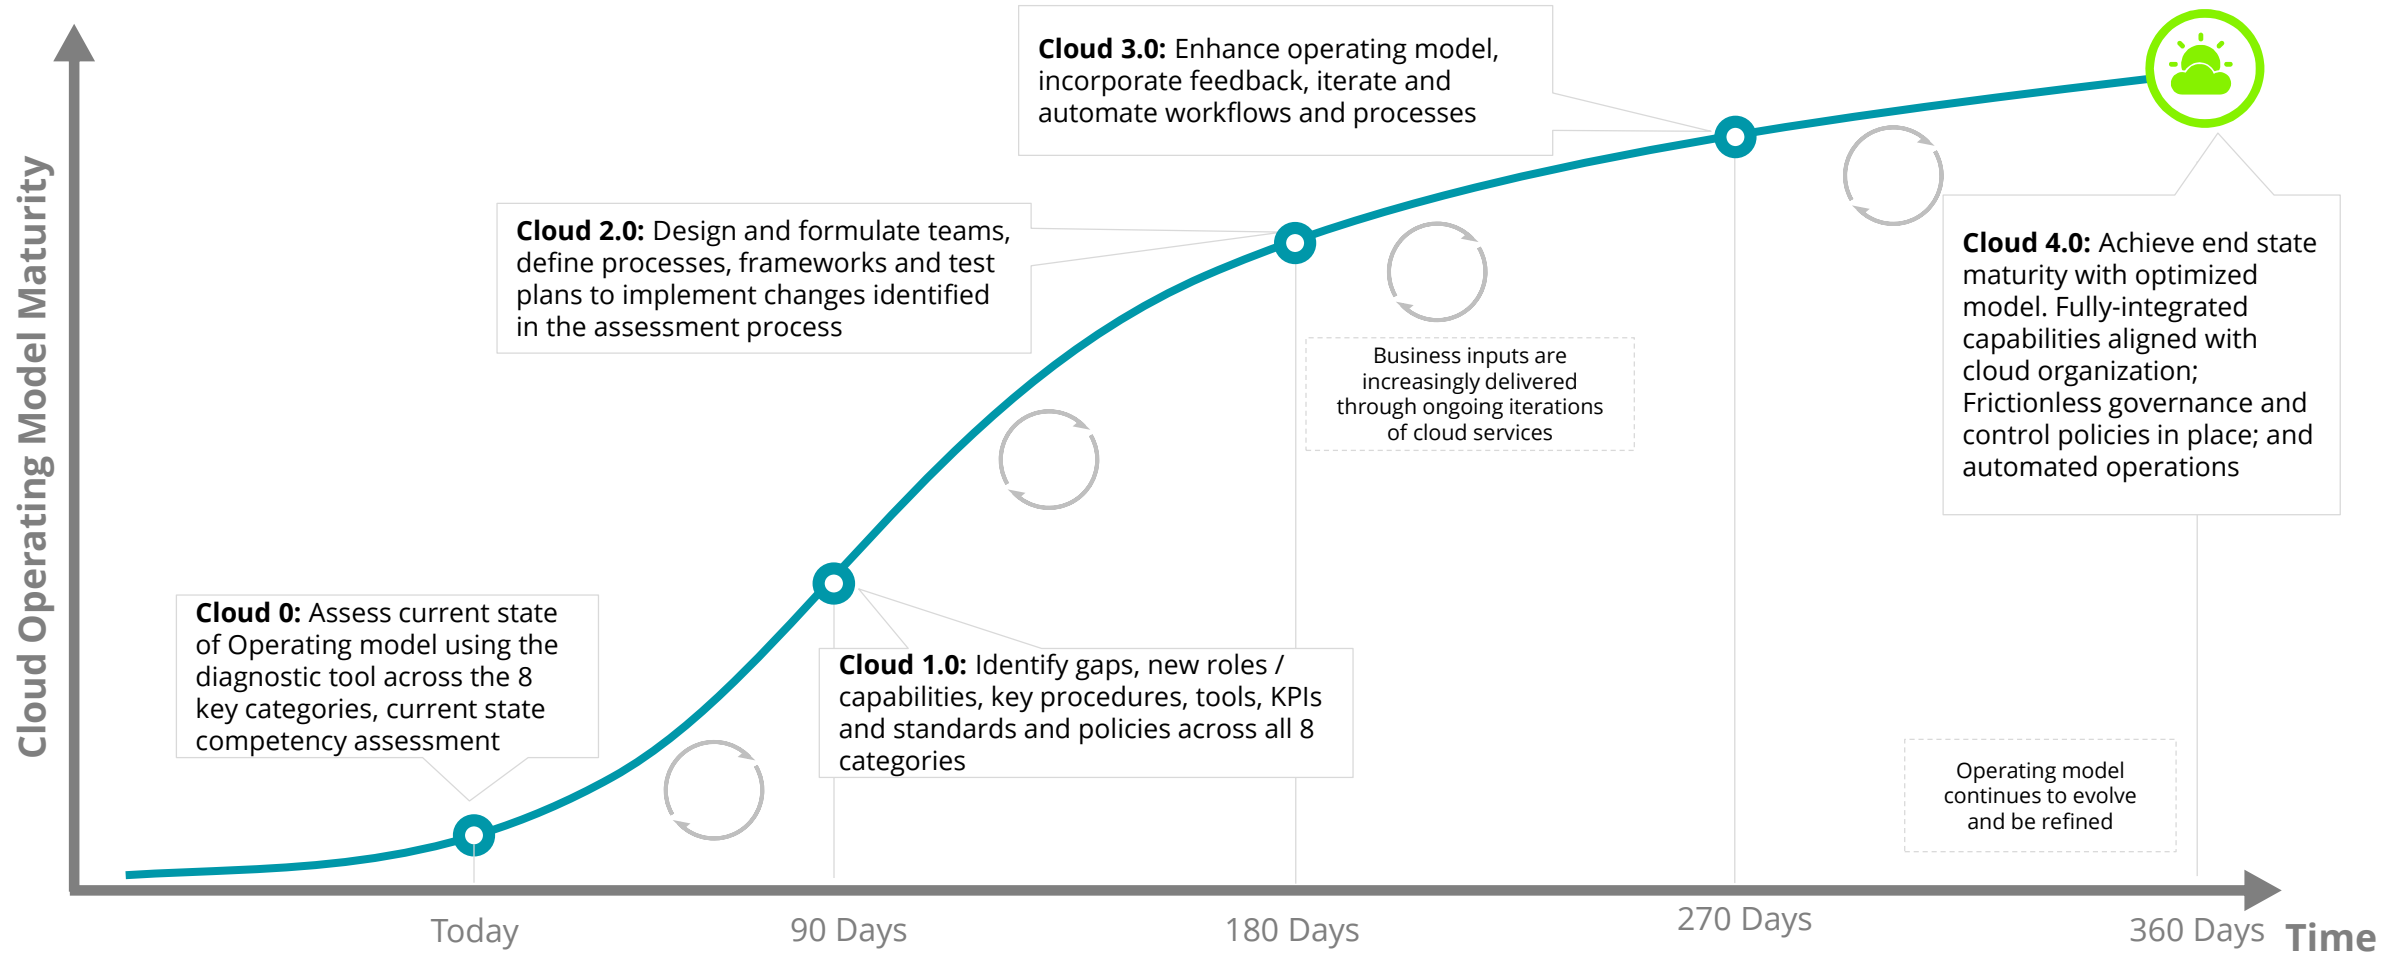 Cloud Operating Model Maturity
Cloud 3.0: Enhance operating model,
incorporate feedback, iterate and
automate workflows and processes
Cloud 2.0: Design and formulate teams,
define processes, frameworks and test
plans to implement changes identified
in the assessment process
Cloud 4.0: Achieve end state
maturity with optimized
model. Fully-integrated
capabilities aligned with
cloud organization;
Frictionless governance and
control policies in place; and
automated operations
Business inputs are
increasingly delivered
through ongoing iterations
of cloud services
Cloud 0: Assess current state
of Operating model using the
diagnostic tool across the 8
key categories, current state
competency assessment
Cloud 1.0: Identify gaps, new roles /
capabilities, key procedures, tools, KPIs
and standards and policies across all 8
categories
Operating model
continues to evolve
and be refined
Today
90 Days
180 Days
270 Days
360 Days
Time